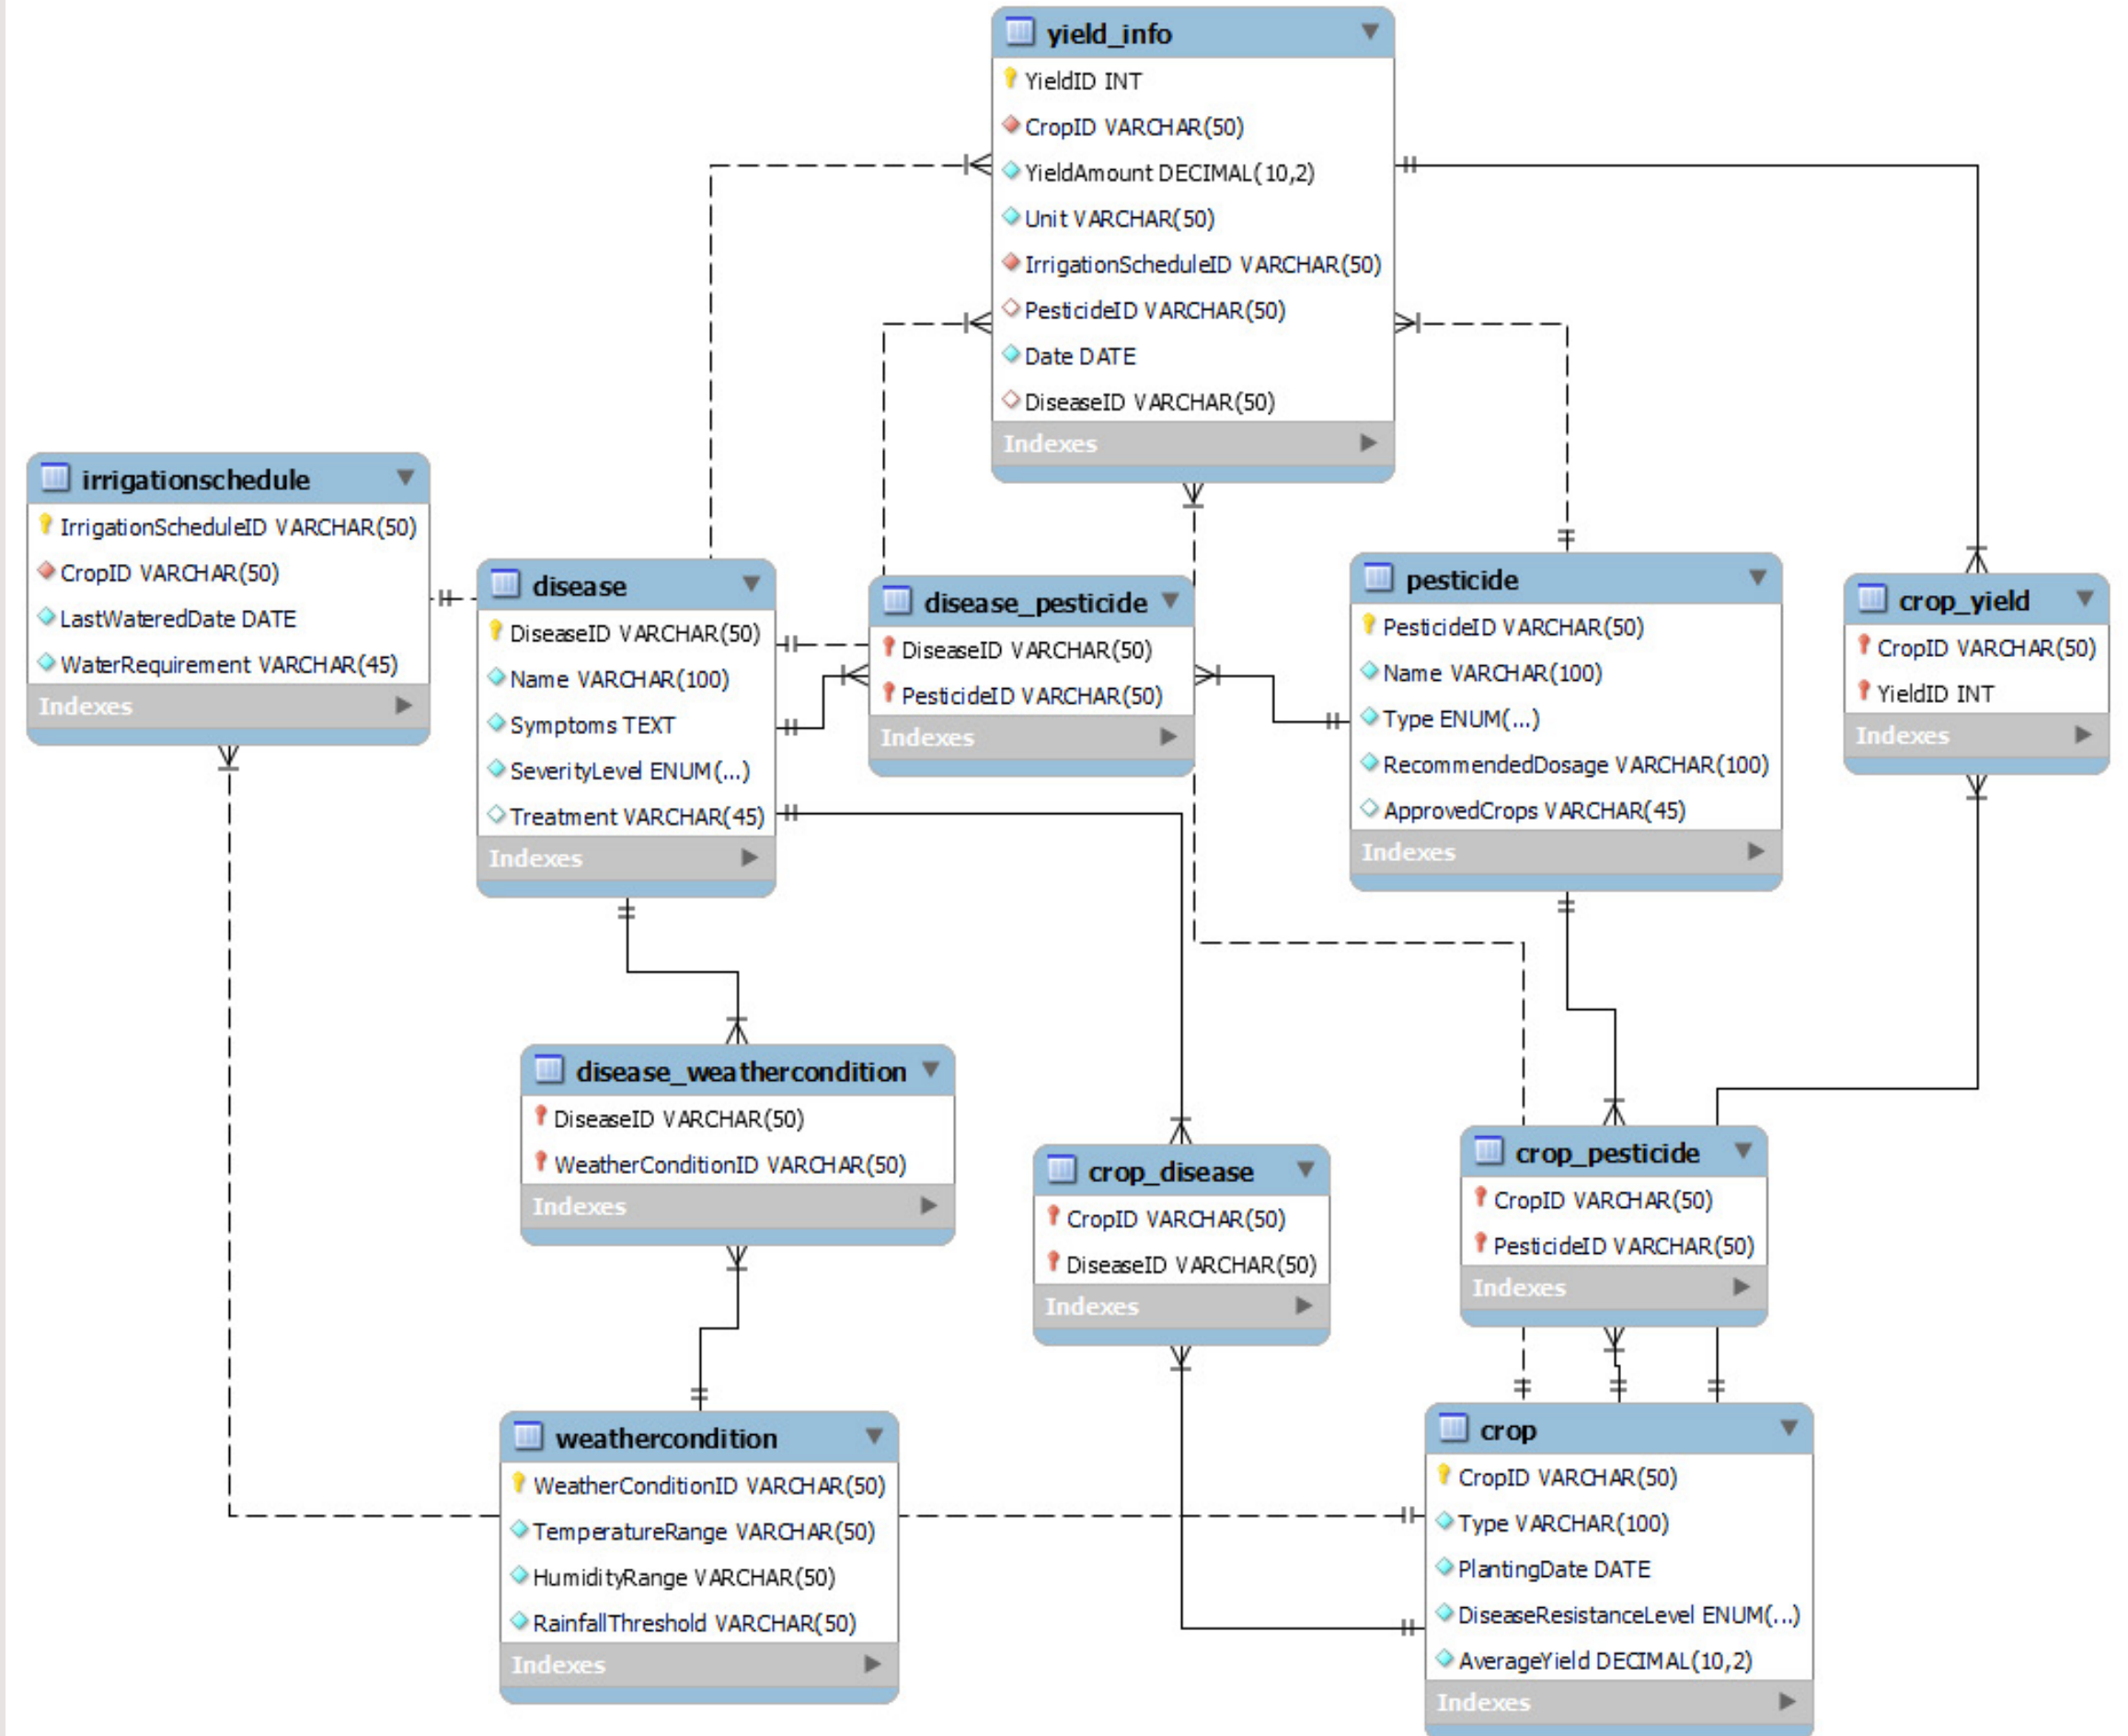 yield_info
YieldID INT
CropID VARCHAR(50)
YieldAmount DECIMAL(10,2)
Unit VARCHAR(50)
IrrigationScheduleID VARCHAR(50)
PesticideID VARCHAR(50)
Date DATE
DiseaseID VARCHAR(50)
Indexes
irrigationschedule
IrrigationScheduleID VARCHAR(50)
CropID VARCHAR(50)
LastWateredDate DATE
WaterRequirement VARCHAR(45)
Indexes
disease
DiseaseID VARCHAR(50)
Name VARCHAR(100)
Symptoms TEXT
SeverityLevel ENUM(...)
Treatment VARCHAR(45)
Indexes
disease_pesticide
DiseaseID VARCHAR(50)
PesticideID VARCHAR(50)
Indexes
pesticide
PesticideID VARCHAR(50)
Name VARCHAR(100)
Type ENUM(...)
RecommendedDosage VARCHAR(100)
ApprovedCrops VARCHAR(45)
Indexes
crop_yield
CropID VARCHAR(50)
YieldID INT
Indexes
disease_weathercondition
DiseaseID VARCHAR(50)
WeatherConditionID VARCHAR(50)
Indexes
crop_disease
CropID VARCHAR(50)
DiseaseID VARCHAR(50)
Indexes
crop_pesticide
CropID VARCHAR(50)
PesticideID VARCHAR(50)
Indexes
weathercondition
WeatherConditionID VARCHAR(50)
TemperatureRange VARCHAR(50)
HumidityRange VARCHAR(50)
RainfallThreshold VARCHAR(50)
Indexes
crop
CropID VARCHAR(50)
Type VARCHAR(100)
PlantingDate DATE
DiseaseResistanceLevel ENUM(...)
AverageYield DECIMAL(10,2)
Indexes